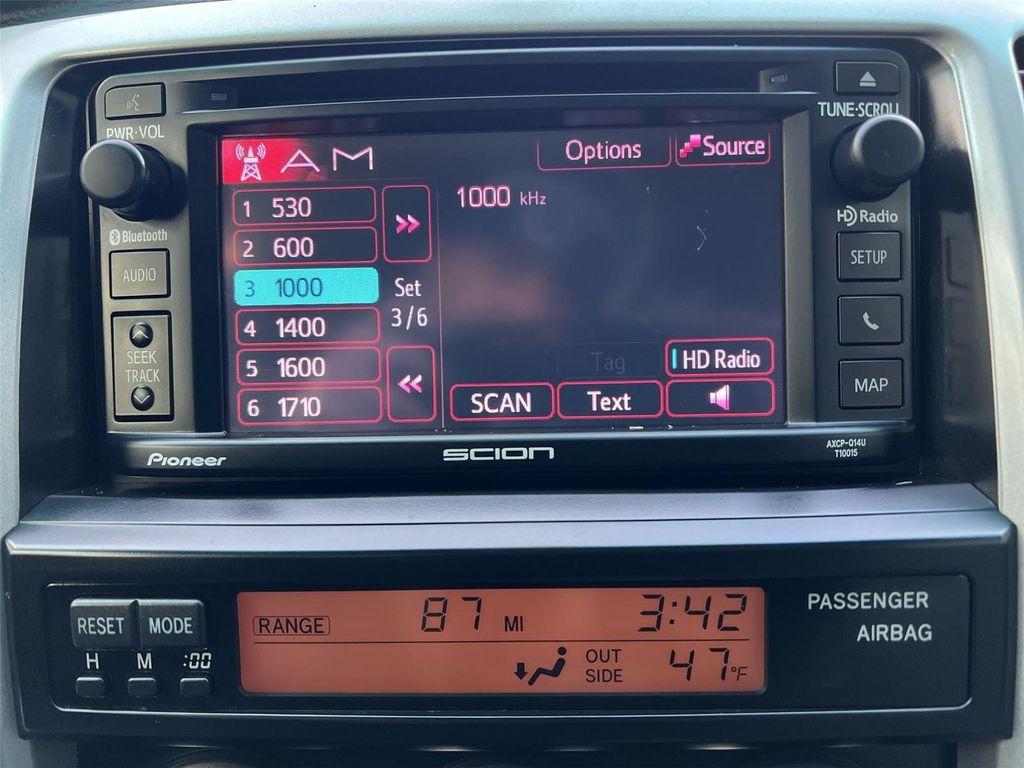 PWR·VOL
TUNE·SCROLL
AM
Options
Source
1 530
1000 kHz
2 600
3 1000
4 1400
5 1600
6 1710
Set
3/6
Tag
HD Radio
SCAN
Text
Bluetooth
AUDIO
SEEK
TRACK
HD Radio
SETUP
MAP
Pioneer
SCION
AXCP-Q14U
T10015
RESET
MODE
H M :00
RANGE 87 MI 3:42
OUT
SIDE
47°F
PASSENGER
AIRBAG